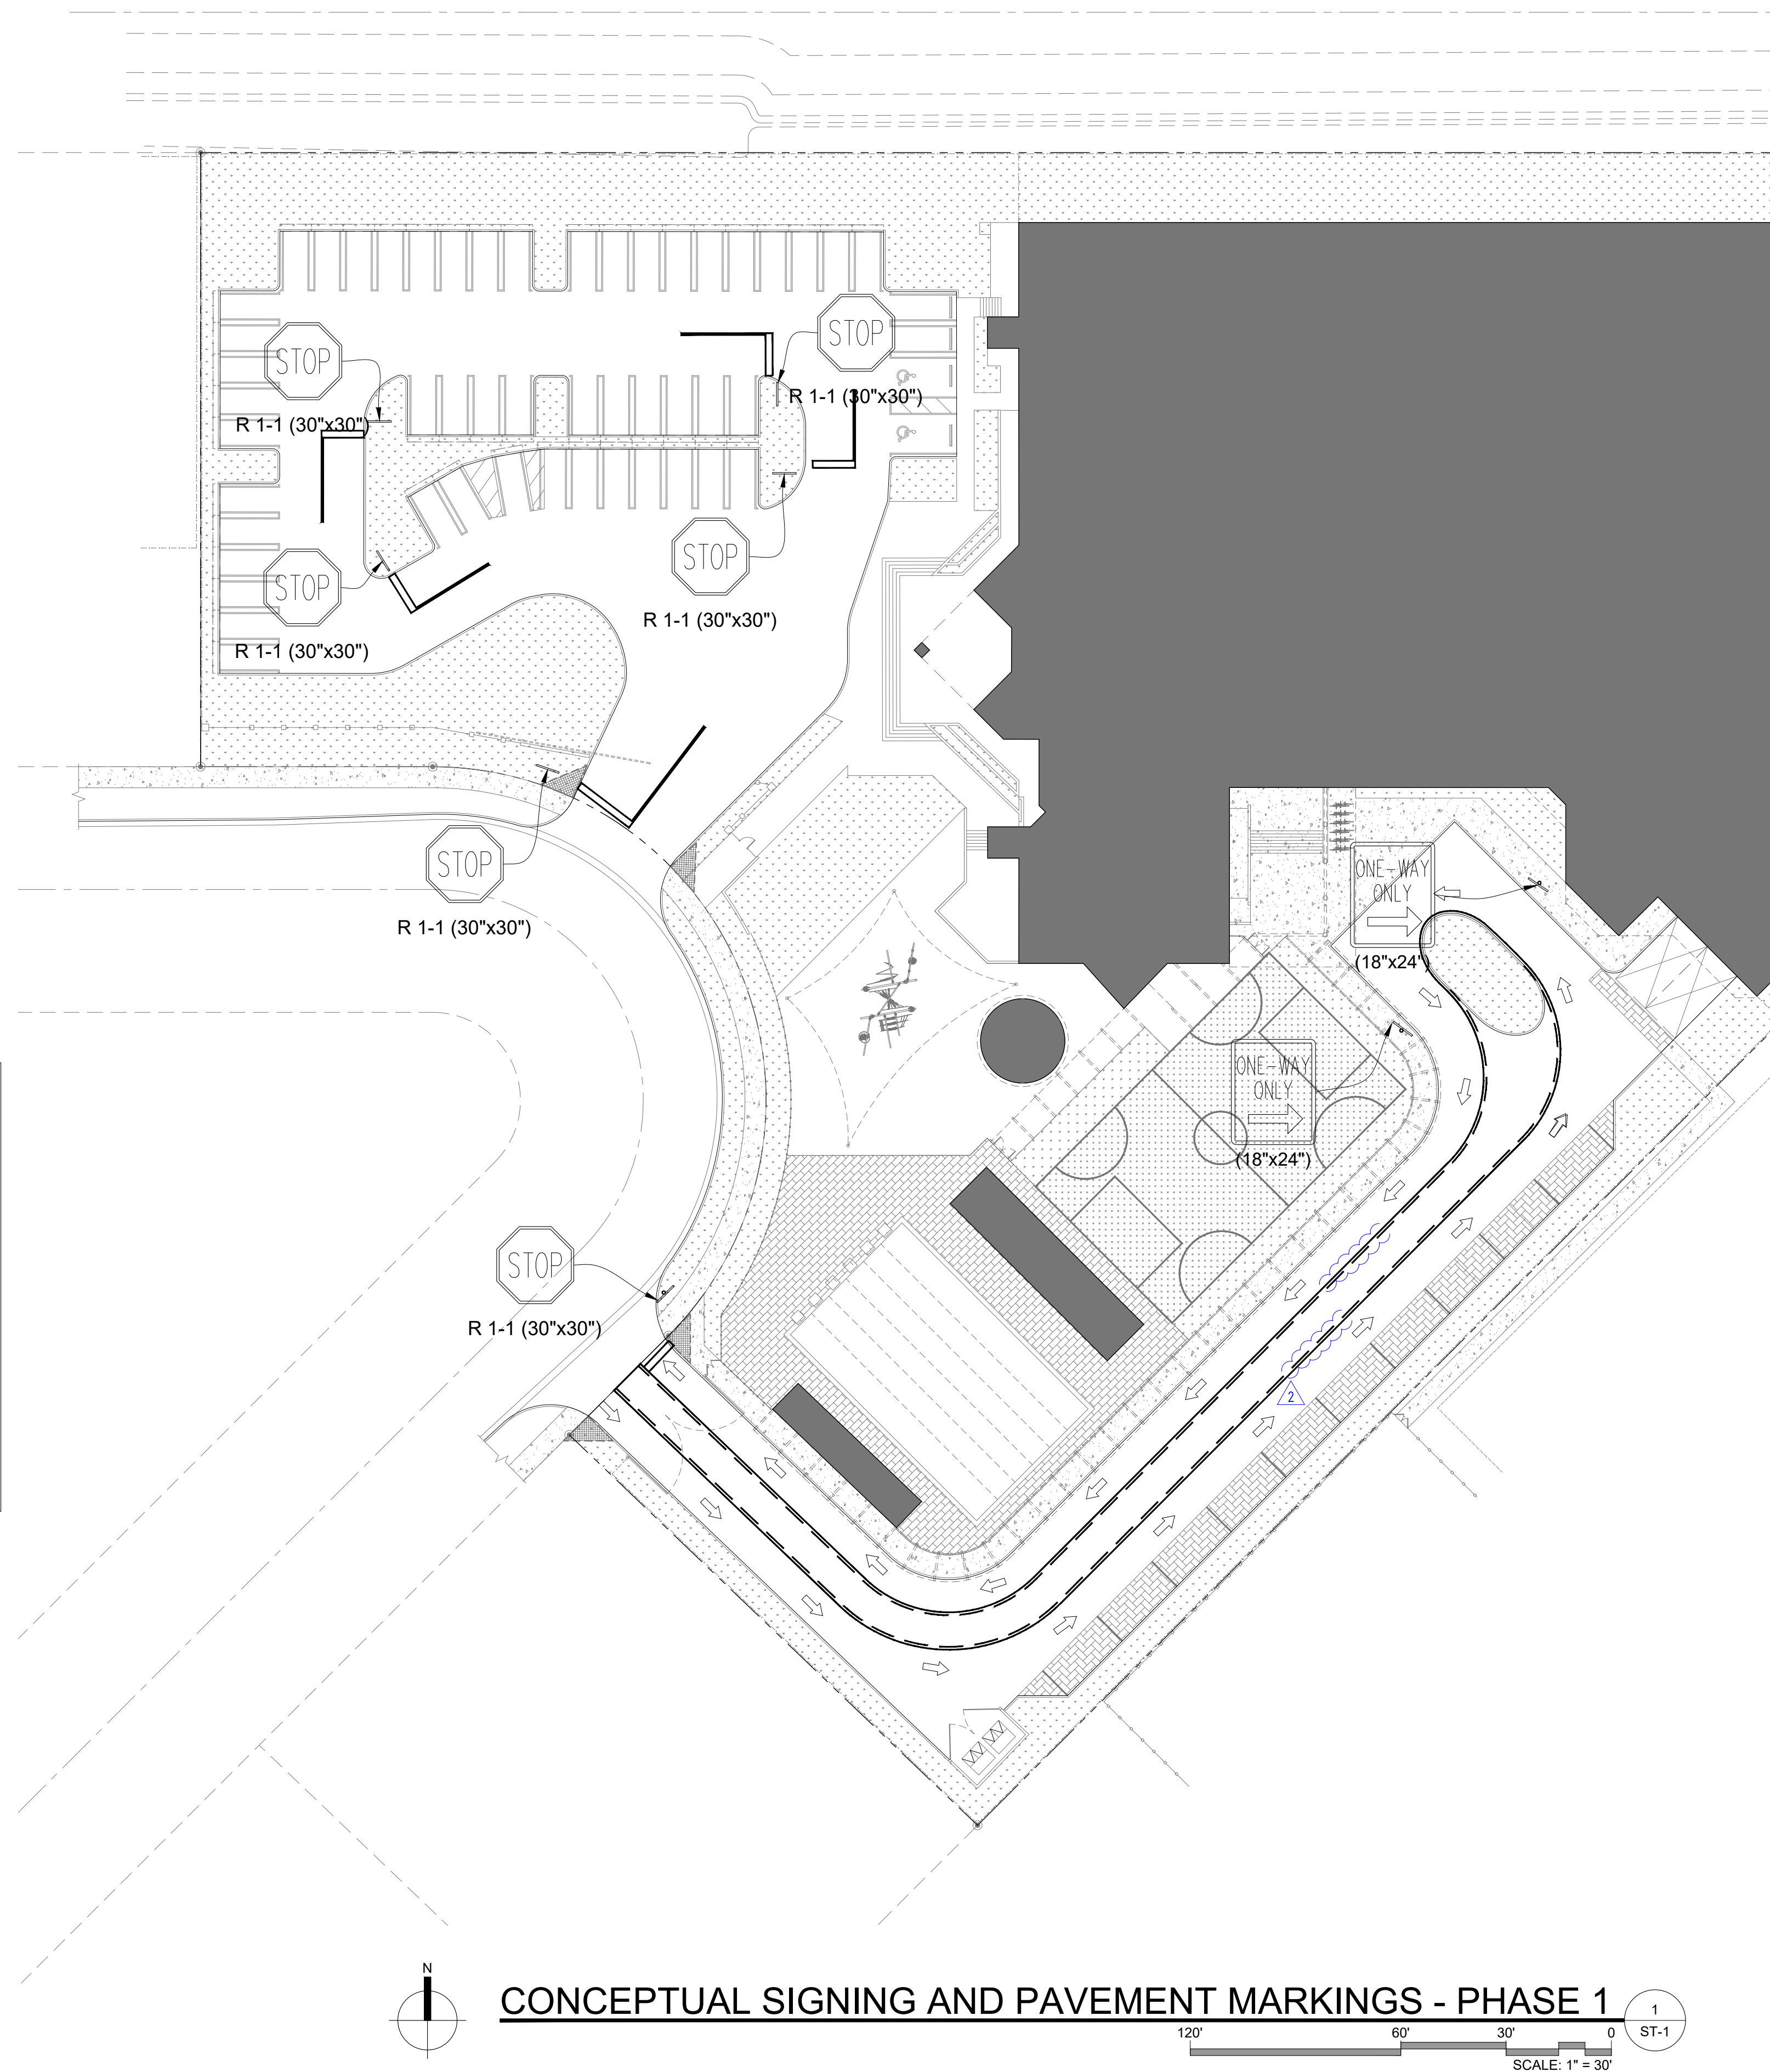 STOP
R 1-1 (30"x30")
STOP
R 1-1 (30"x30")
STOP
R 1-1 (30"x30")
STOP
R 1-1 (30"x30")
STOP
R 1-1 (30"x30")
ONE-WAY
ONLY
(18"x24")
ONE-WAY
ONLY
(18"x24")
STOP
R 1-1 (30"x30")
2
N
CONCEPTUAL SIGNING AND PAVEMENT MARKINGS - PHASE 1
1
ST-1
120' 60' 30' 0
SCALE: 1" = 30'